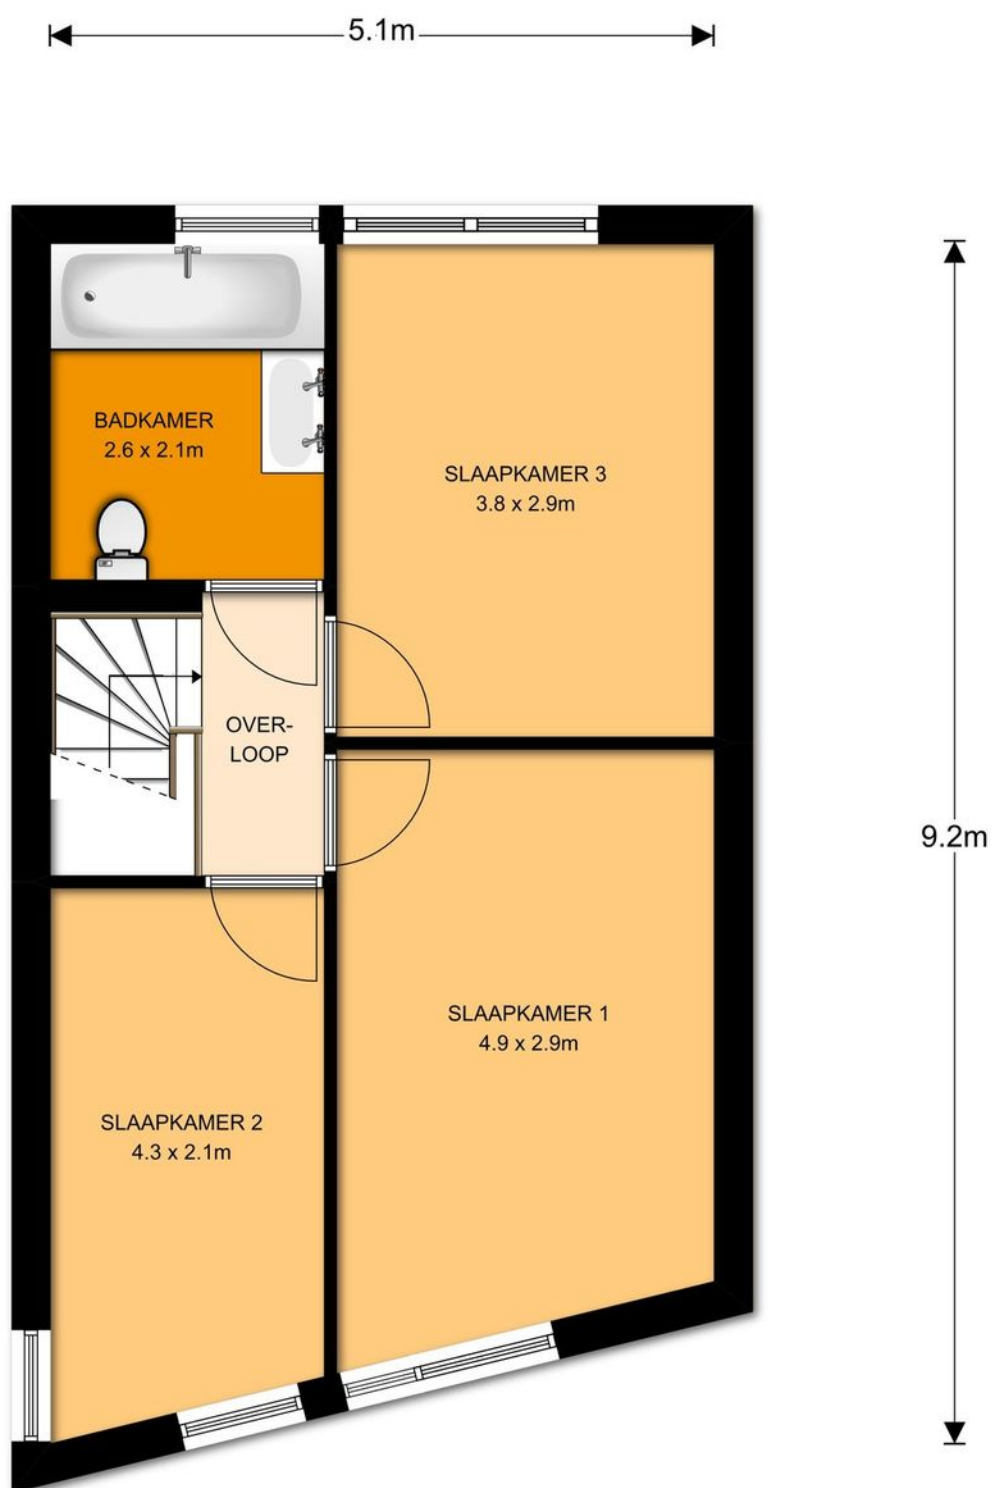 5.1m
BADKAMER
2.6 x 2.1m
SLAAPKAMER 3
3.8 x 2.9m
OVER-
LOOP
9.2m
SLAAPKAMER 1
4.9 x 2.9m
SLAAPKAMER 2
4.3 x 2.1m